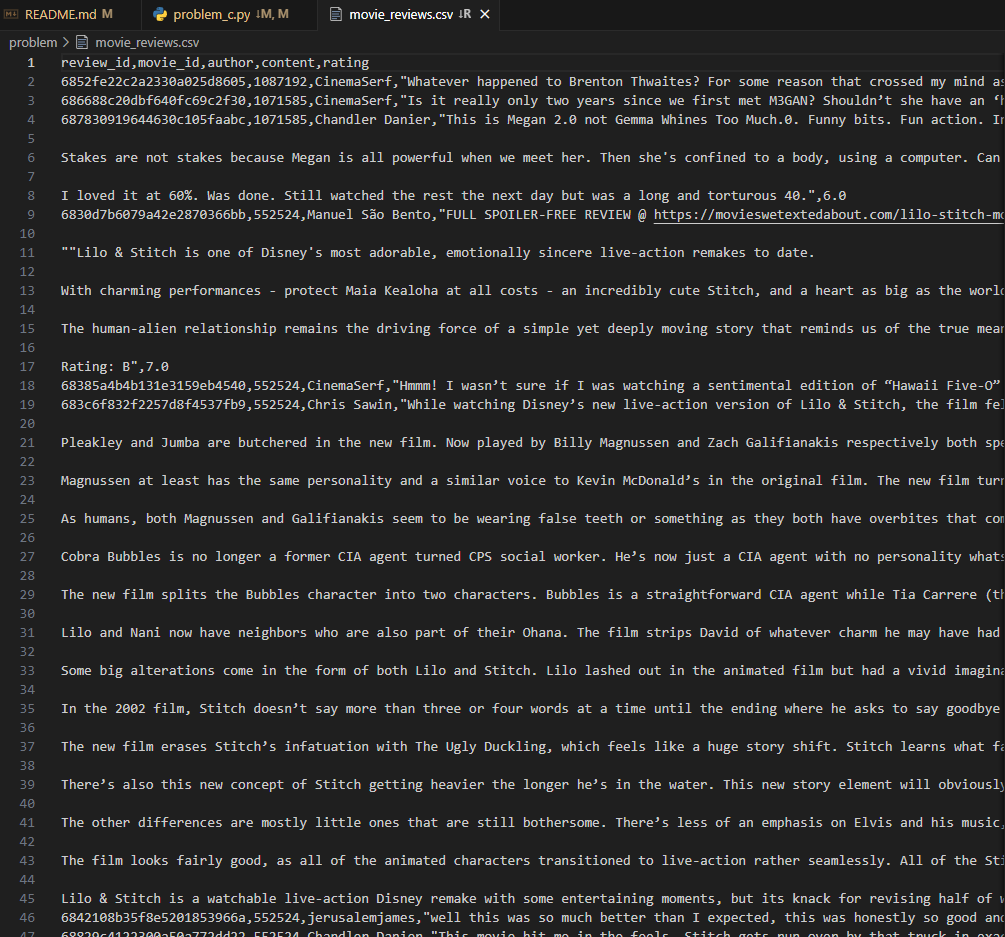 README.md M problem_c.py ↓M, M movie_reviews.csv ↓R
problem > movie_reviews.csv
1 review_id,movie_id,author,content,rating
2 6852fe22c2a2330a025d8605,1087192,CinemaSerf,"Whatever happened to Brenton Thwaites? For some reason that crossed my mind as
3 686688c20dbf640fc69c2f30,1071585,CinemaSerf,"Is it really only two years since we first met M3GAN? Shouldn’t she have an
4 687830919644630c105faabc,1071585,Chandler Danier,"This is Megan 2.0 not Gemma Whines Too Much.0. Funny bits. Fun action.
5
6 Stakes are not stakes because Megan is all powerful when we meet her. Then she's confined to a body, using a computer. Can
7
8 I loved it at 60%. Was done. Still watched the rest the next day but was a long and torturous 40.",6.0
9 6830d7b6079a42e2870366bb,552524,Manuel São Bento,"FULL SPOILER-FREE REVIEW @ https://movieswetextedabout.com/lilo-stitch-mo
10
11 ""Lilo & Stitch is one of Disney's most adorable, emotionally sincere live-action remakes to date.
12
13 With charming performances - protect Maia Kealoha at all costs - an incredibly cute Stitch, and a heart as big as the
14
15 The human-alien relationship remains the driving force of a simple yet deeply moving story that reminds us of the true
16
17 Rating: B",7.0
18 68385a4b4b131e3159eb4540,552524,CinemaSerf,"Hmmm! I wasn’t sure if I was watching a sentimental edition of “Hawaii Five-O”
19 683c6f832f2257d8f4537fb9,552524,Chris Sawin,"While watching Disney’s new live-action version of Lilo & Stitch, the film
20
21 Pleakley and Jumba are butchered in the new film. Now played by Billy Magnussen and Zach Galifianakis respectively both
22
23 Magnussen at least has the same personality and a similar voice to Kevin McDonald’s in the original film. The new film
24
25 As humans, both Magnussen and Galifianakis seem to be wearing false teeth or something as they both have overbites that
26
27 Cobra Bubbles is no longer a former CIA agent turned CPS social worker. He’s now just a CIA agent with no personality
28
29 The new film splits the Bubbles character into two characters. Bubbles is a straightforward CIA agent while Tia Carrere
30
31 Lilo and Nani now have neighbors who are also part of their Ohana. The film strips David of whatever charm he may have had
32
33 Some big alterations come in the form of both Lilo and Stitch. Lilo lashed out in the animated film but had a vivid
34
35 In the 2002 film, Stitch doesn’t say more than three or four words at a time until the ending where he asks to say goodbye
36
37 The new film erases Stitch’s infatuation with The Ugly Duckling, which feels like a huge story shift. Stitch learns what
38
39 There’s also this new concept of Stitch getting heavier the longer he’s in the water. This new story element will obviously
40
41 The other differences are mostly little ones that are still bothersome. There’s less of an emphasis on Elvis and his music,
42
43 The film looks fairly good, as all of the animated characters transitioned to live-action rather seamlessly. All of the
44
45 Lilo & Stitch is a watchable live-action Disney remake with some entertaining moments, but its knack for revising half of
46 6842108b35f8e5201853966a,552524,jerusalemjames,"well this was so much better than I expected, this was honestly so good